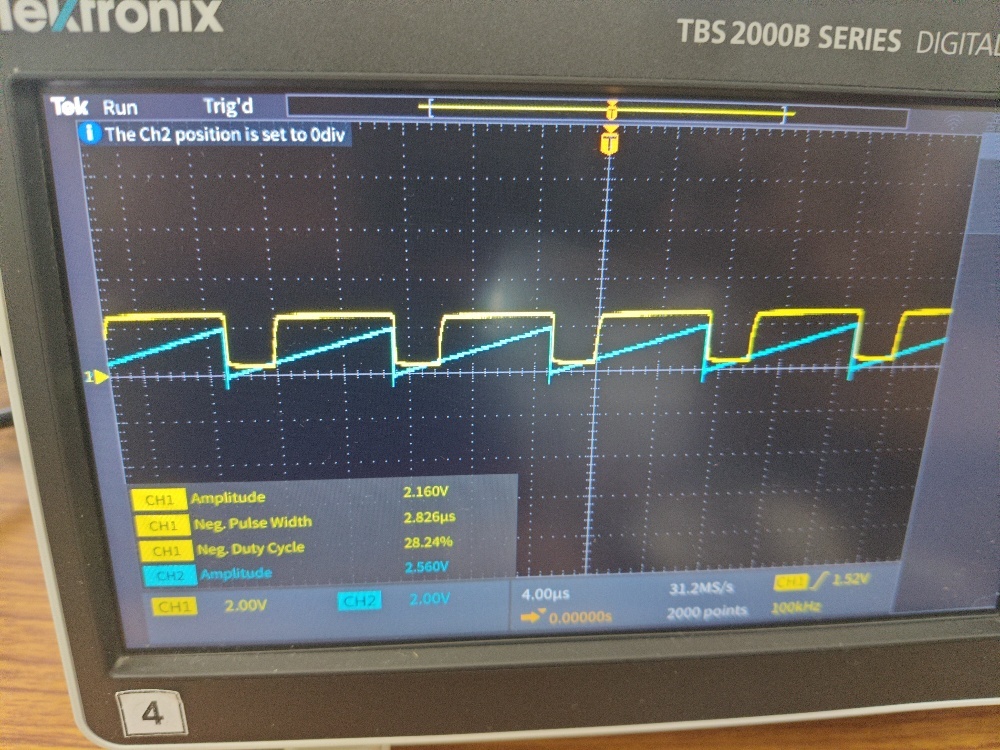 Tektronix
TBS 2000B SERIES DIGITAL
Tek Run Trig'd
i The Ch2 position is set to 0div
T
1
CH1 Amplitude 2.160V
CH1 Neg. Pulse Width 2.826µs
CH1 Neg. Duty Cycle 28.24%
CH2 Amplitude 2.560V
CH1 2.00V CH2 2.00V
4.00µs 31.2MS/s CH1 1.52V
0.00000s 2000 points 100kHz
4